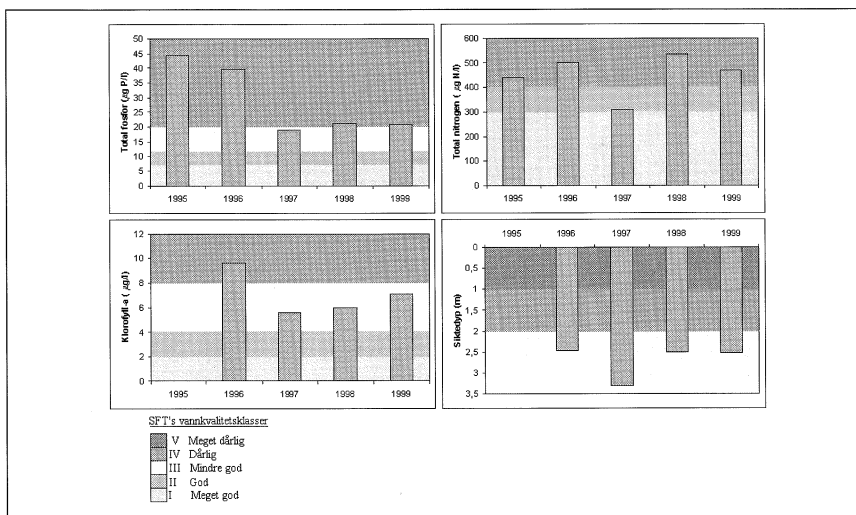 Total fosfor (µg P/l)
50
45
40
35
30
25
20
15
10
5
0
1995 1996 1997 1998 1999
Total nitrogen ( µg N/l)
600
500
400
300
200
100
0
1995 1996 1997 1998 1999
Klorofyll-a ( µg/l)
12
10
8
6
4
2
0
1995 1996 1997 1998 1999
Siktedyp (m)
1995 1996 1997 1998 1999
0
0,5
1
1,5
2
2,5
3
3,5
SFT's vannkvalitetsklasser
V Meget dårlig
IV Dårlig
III Mindre god
II God
I Meget god